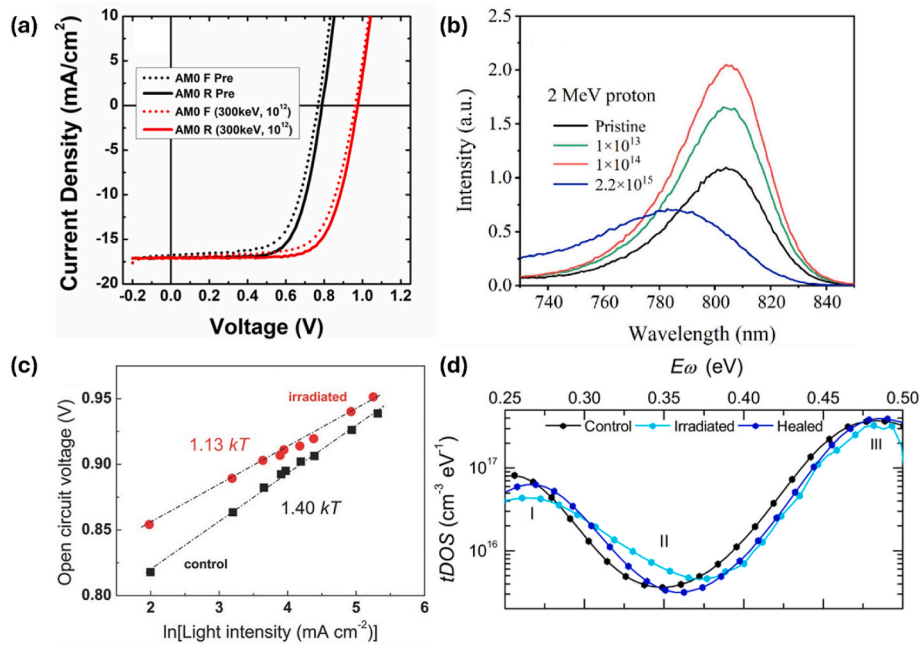 (a)
Current Density (mA/cm²)
10
5
0
-5
-10
-15
-20
-0.2
0.0
0.2
0.4
0.6
0.8
1.0
1.2
Voltage (V)
AM0 F Pre
AM0 R Pre
AM0 F (300keV, 10¹²)
AM0 R (300keV, 10¹²)
(b)
Intensity (a.u.)
2.5
2.0
1.5
1.0
0.5
0.0
740
760
780
800
820
840
Wavelength (nm)
2 MeV proton
Pristine
1×10¹³
1×10¹⁴
2.2×10¹⁵
(c)
Open circuit voltage (V)
0.95
0.90
0.85
0.80
1
2
3
4
5
6
ln[Light intensity (mA cm⁻²)]
irradiated
1.13 kT
1.40 kT
control
(d)
Eω (eV)
0.25
0.30
0.35
0.40
0.45
0.50
tDOS (cm⁻³ eV⁻¹)
10¹⁷
10¹⁶
Control
Irradiated
Healed
I
II
III